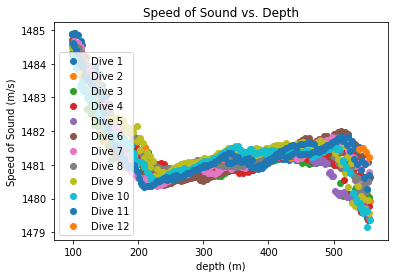 Speed of Sound vs. Depth
Speed of Sound (m/s)
1485
1484
1483
1482
1481
1480
1479
Dive 1
Dive 2
Dive 3
Dive 4
Dive 5
Dive 6
Dive 7
Dive 8
Dive 9
Dive 10
Dive 11
Dive 12
100 200 300 400 500
depth (m)